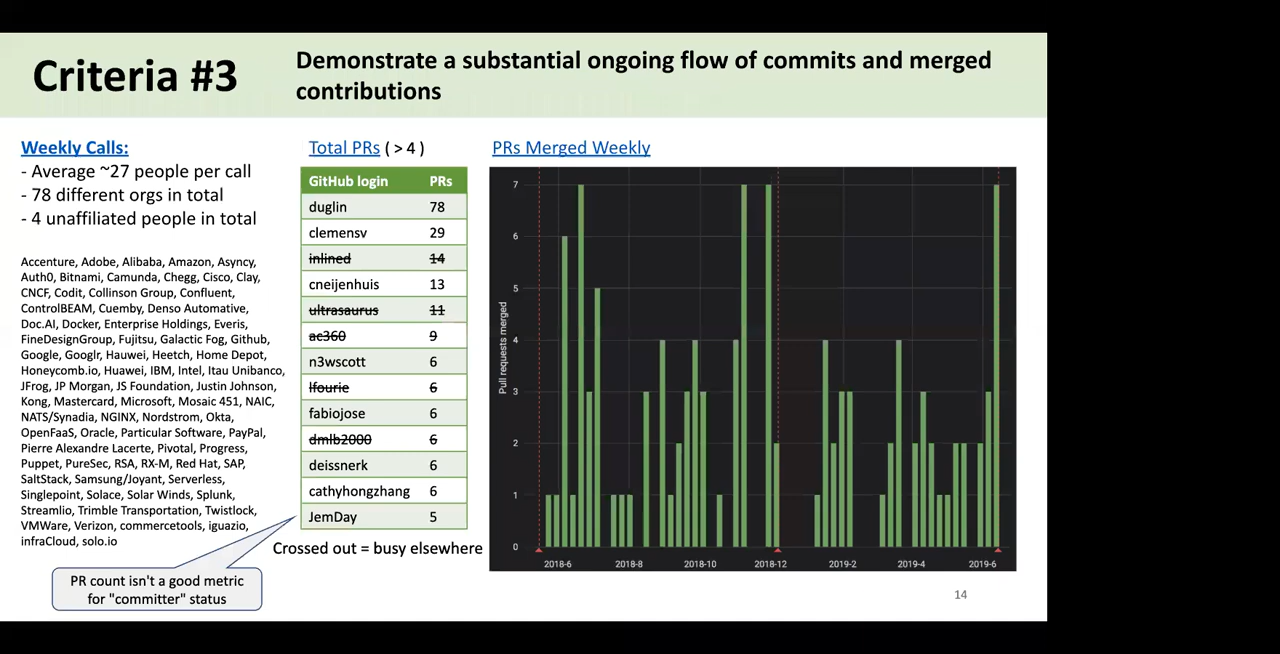 Criteria #3
Demonstrate a substantial ongoing flow of commits and merged
contributions
Weekly Calls:
- Average ~27 people per call
- 78 different orgs in total
- 4 unaffiliated people in total
Accenture, Adobe, Alibaba, Amazon, Asyncy,
Auth0, Bitnami, Camunda, Chegg, Cisco, Clay,
CNCF, Codit, Collinson Group, Confluent,
ControlBEAM, Cuemby, Denso Automative,
Doc.AI, Docker, Enterprise Holdings, Everis,
FineDesignGroup, Fujitsu, Galactic Fog, Github,
Google, Googlr, Hauwei, Heetch, Home Depot,
Honeycomb.io, Huawei, IBM, Intel, Itau Unibanco,
JFrog, JP Morgan, JS Foundation, Justin Johnson,
Kong, Mastercard, Microsoft, Mosaic 451, NAIC,
NATS/Synadia, NGINX, Nordstrom, Okta,
OpenFaaS, Oracle, Particular Software, PayPal,
Pierre Alexandre Lacerte, Pivotal, Progress,
Puppet, PureSec, RSA, RX-M, Red Hat, SAP,
SaltStack, Samsung/Joyant, Serverless,
Singlepoint, Solace, Solar Winds, Splunk,
Streamlio, Trimble Transportation, Twistlock,
VMWare, Verizon, commercetools, iguazio,
infraCloud, solo.io
PR count isn't a good metric
for "committer" status
Total PRs ( > 4 )
GitHub login PRs
duglin 78
clemensv 29
inlined 14
cneijenhuis 13
ultrasaurus 11
ac360 9
n3wscott 6
lfourie 6
fabiojose 6
dmlb2000 6
deissnerk 6
cathyhongzhang 6
JemDay 5
Crossed out = busy elsewhere
PRs Merged Weekly
Pull requests merged
7
6
5
4
3
2
1
0
2018-6 2018-8 2018-10 2018-12 2019-2 2019-4 2019-6
14